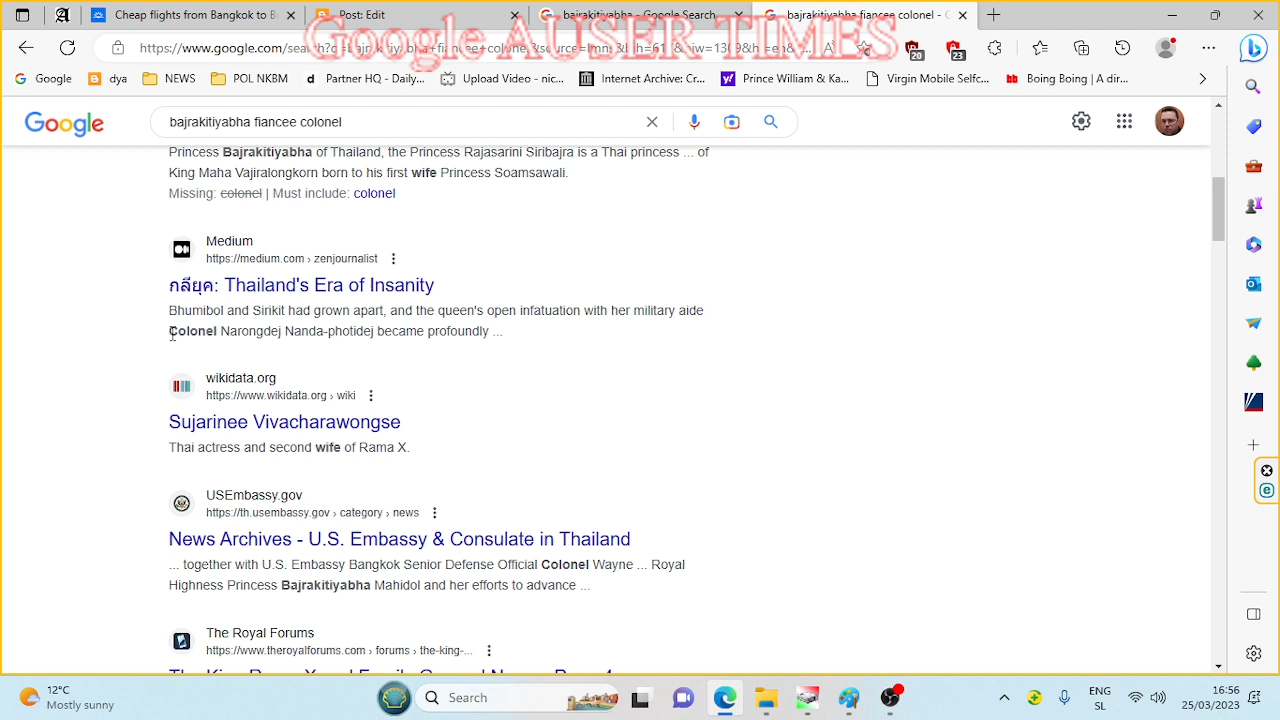 Cheap flights from Bangkok to B
Post: Edit
bajrakitiyabha - Google Search
bajrakitiyabha fiancee colonel - G
Google AUSER TIMES
https://www.google.com/
20
23
Google
dya
NEWS
POL NKBM
Partner HQ - Daily...
Upload Video - nic...
Internet Archive: Cr...
Prince William & Ka...
Virgin Mobile Selfc...
Boing Boing | A dir...
Google
bajrakitiyabha fiancee colonel
Princess Bajrakitiyabha of Thailand, the Princess Rajasarini Siribajra is a Thai princess ... of
King Maha Vajiralongkorn born to his first wife Princess Soamsawali.
Missing: colonel | Must include: colonel
Medium
https://medium.com › zenjournalist
กลียุค: Thailand's Era of Insanity
Bhumibol and Sirikit had grown apart, and the queen's open infatuation with her military aide
Colonel Narongdej Nanda-photidej became profoundly ...
wikidata.org
https://www.wikidata.org › wiki
Sujarinee Vivacharawongse
Thai actress and second wife of Rama X.
USEmbassy.gov
https://th.usembassy.gov › category › news
News Archives - U.S. Embassy & Consulate in Thailand
... together with U.S. Embassy Bangkok Senior Defense Official Colonel Wayne ... Royal
Highness Princess Bajrakitiyabha Mahidol and her efforts to advance ...
The Royal Forums
https://www.theroyalforums.com › forums › the-king-...
12°C
Mostly sunny
Search
ENG
SL
16:55
25/03/2023